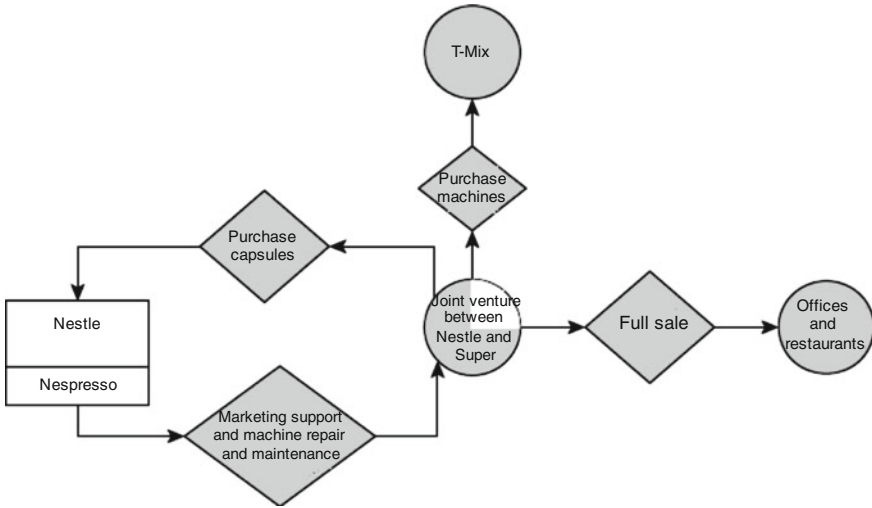 T-Mix
Purchase
machines
Purchase
capsules
Nestle
Nespresso
Joint venture
between
Nestle and
Super
Full sale
Offices
and
restaurants
Marketing support
and machine repair
and maintenance